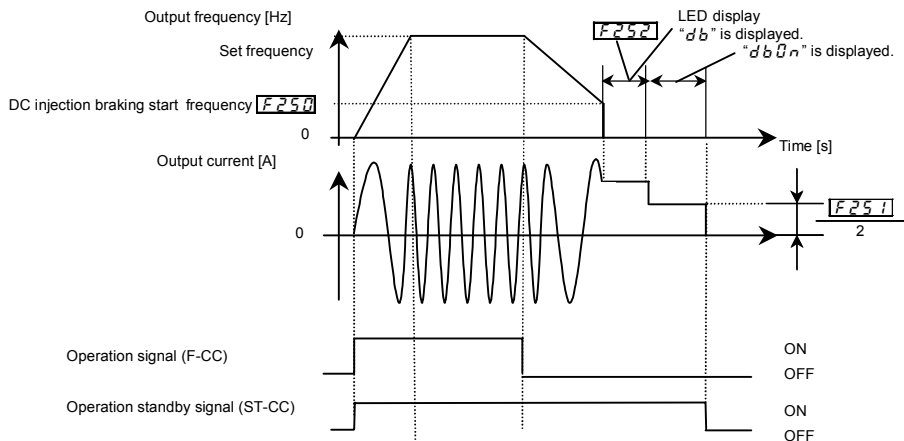 Output frequency [Hz]
LED display
F252
"db" is displayed.
Set frequency
"dbOn" is displayed.
DC injection braking start frequency F250
0
Time [s]
Output current [A]
F251
0
2
Operation signal (F-CC)
ON
OFF
Operation standby signal (ST-CC)
ON
OFF